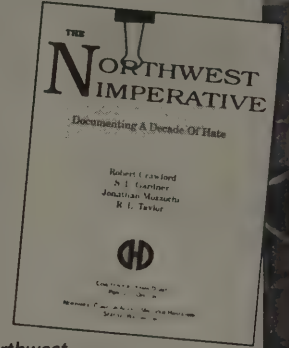 THE
NORTHWEST
IMPERATIVE
Documenting A Decade Of Hate
Robert Crawford
S. L. Gardner
Jonathan Mozzochi
R. L. Taylor